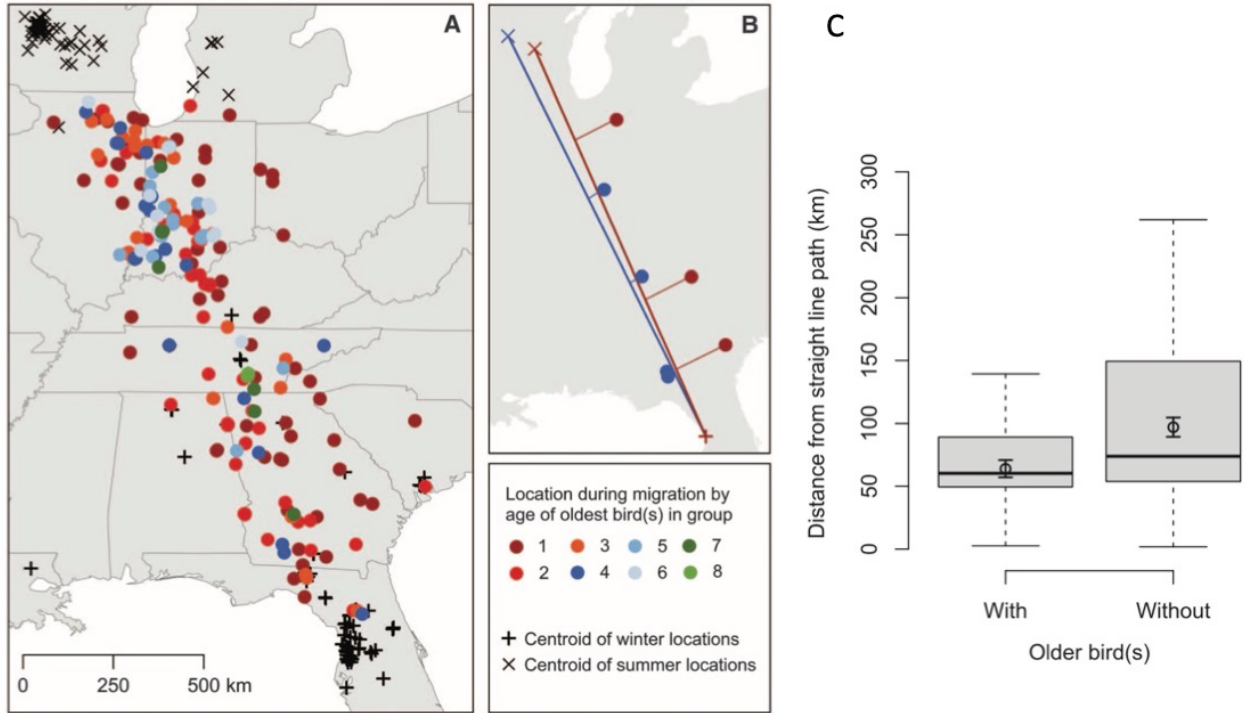 A
B
C
0 250 500 km
Location during migration by
age of oldest bird(s) in group
1 3 5 7
2 4 6 8
Centroid of winter locations
Centroid of summer locations
Distance from straight line path (km)
300
250
200
150
100
50
0
With Without
Older bird(s)